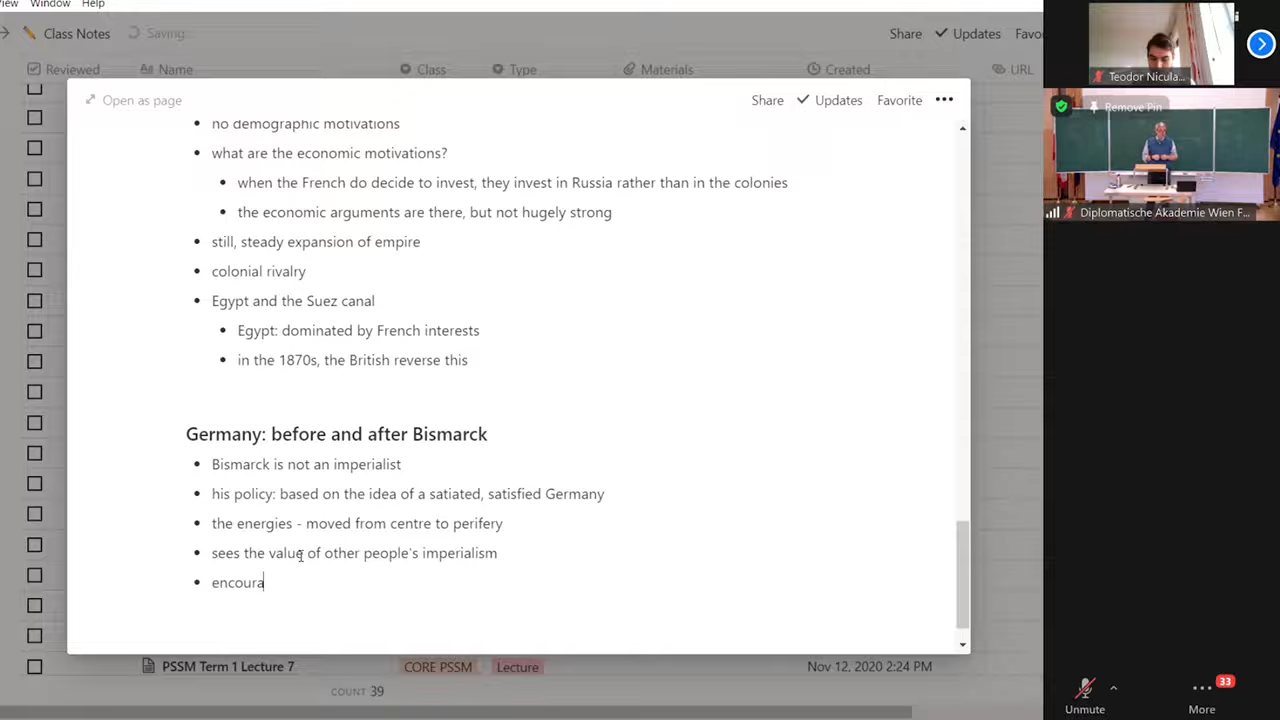 View Window Help
Class Notes Saving... Share Updates Favo
Reviewed Name Class Type Materials Created URL
Open as page Share Updates Favorite
no demographic motivations
what are the economic motivations?
when the French do decide to invest, they invest in Russia rather than in the colonies
the economic arguments are there, but not hugely strong
still, steady expansion of empire
colonial rivalry
Egypt and the Suez canal
Egypt: dominated by French interests
in the 1870s, the British reverse this
Germany: before and after Bismarck
Bismarck is not an imperialist
his policy: based on the idea of a satiated, satisfied Germany
the energies - moved from centre to perifery
sees the value of other people's imperialism
encoura
PSSM Term 1 Lecture 7 CORE PSSM Lecture Nov 12, 2020 2:24 PM
COUNT 39
Teodor Nicula...
Remove Pin
Diplomatische Akademie Wien F...
33
Unmute More